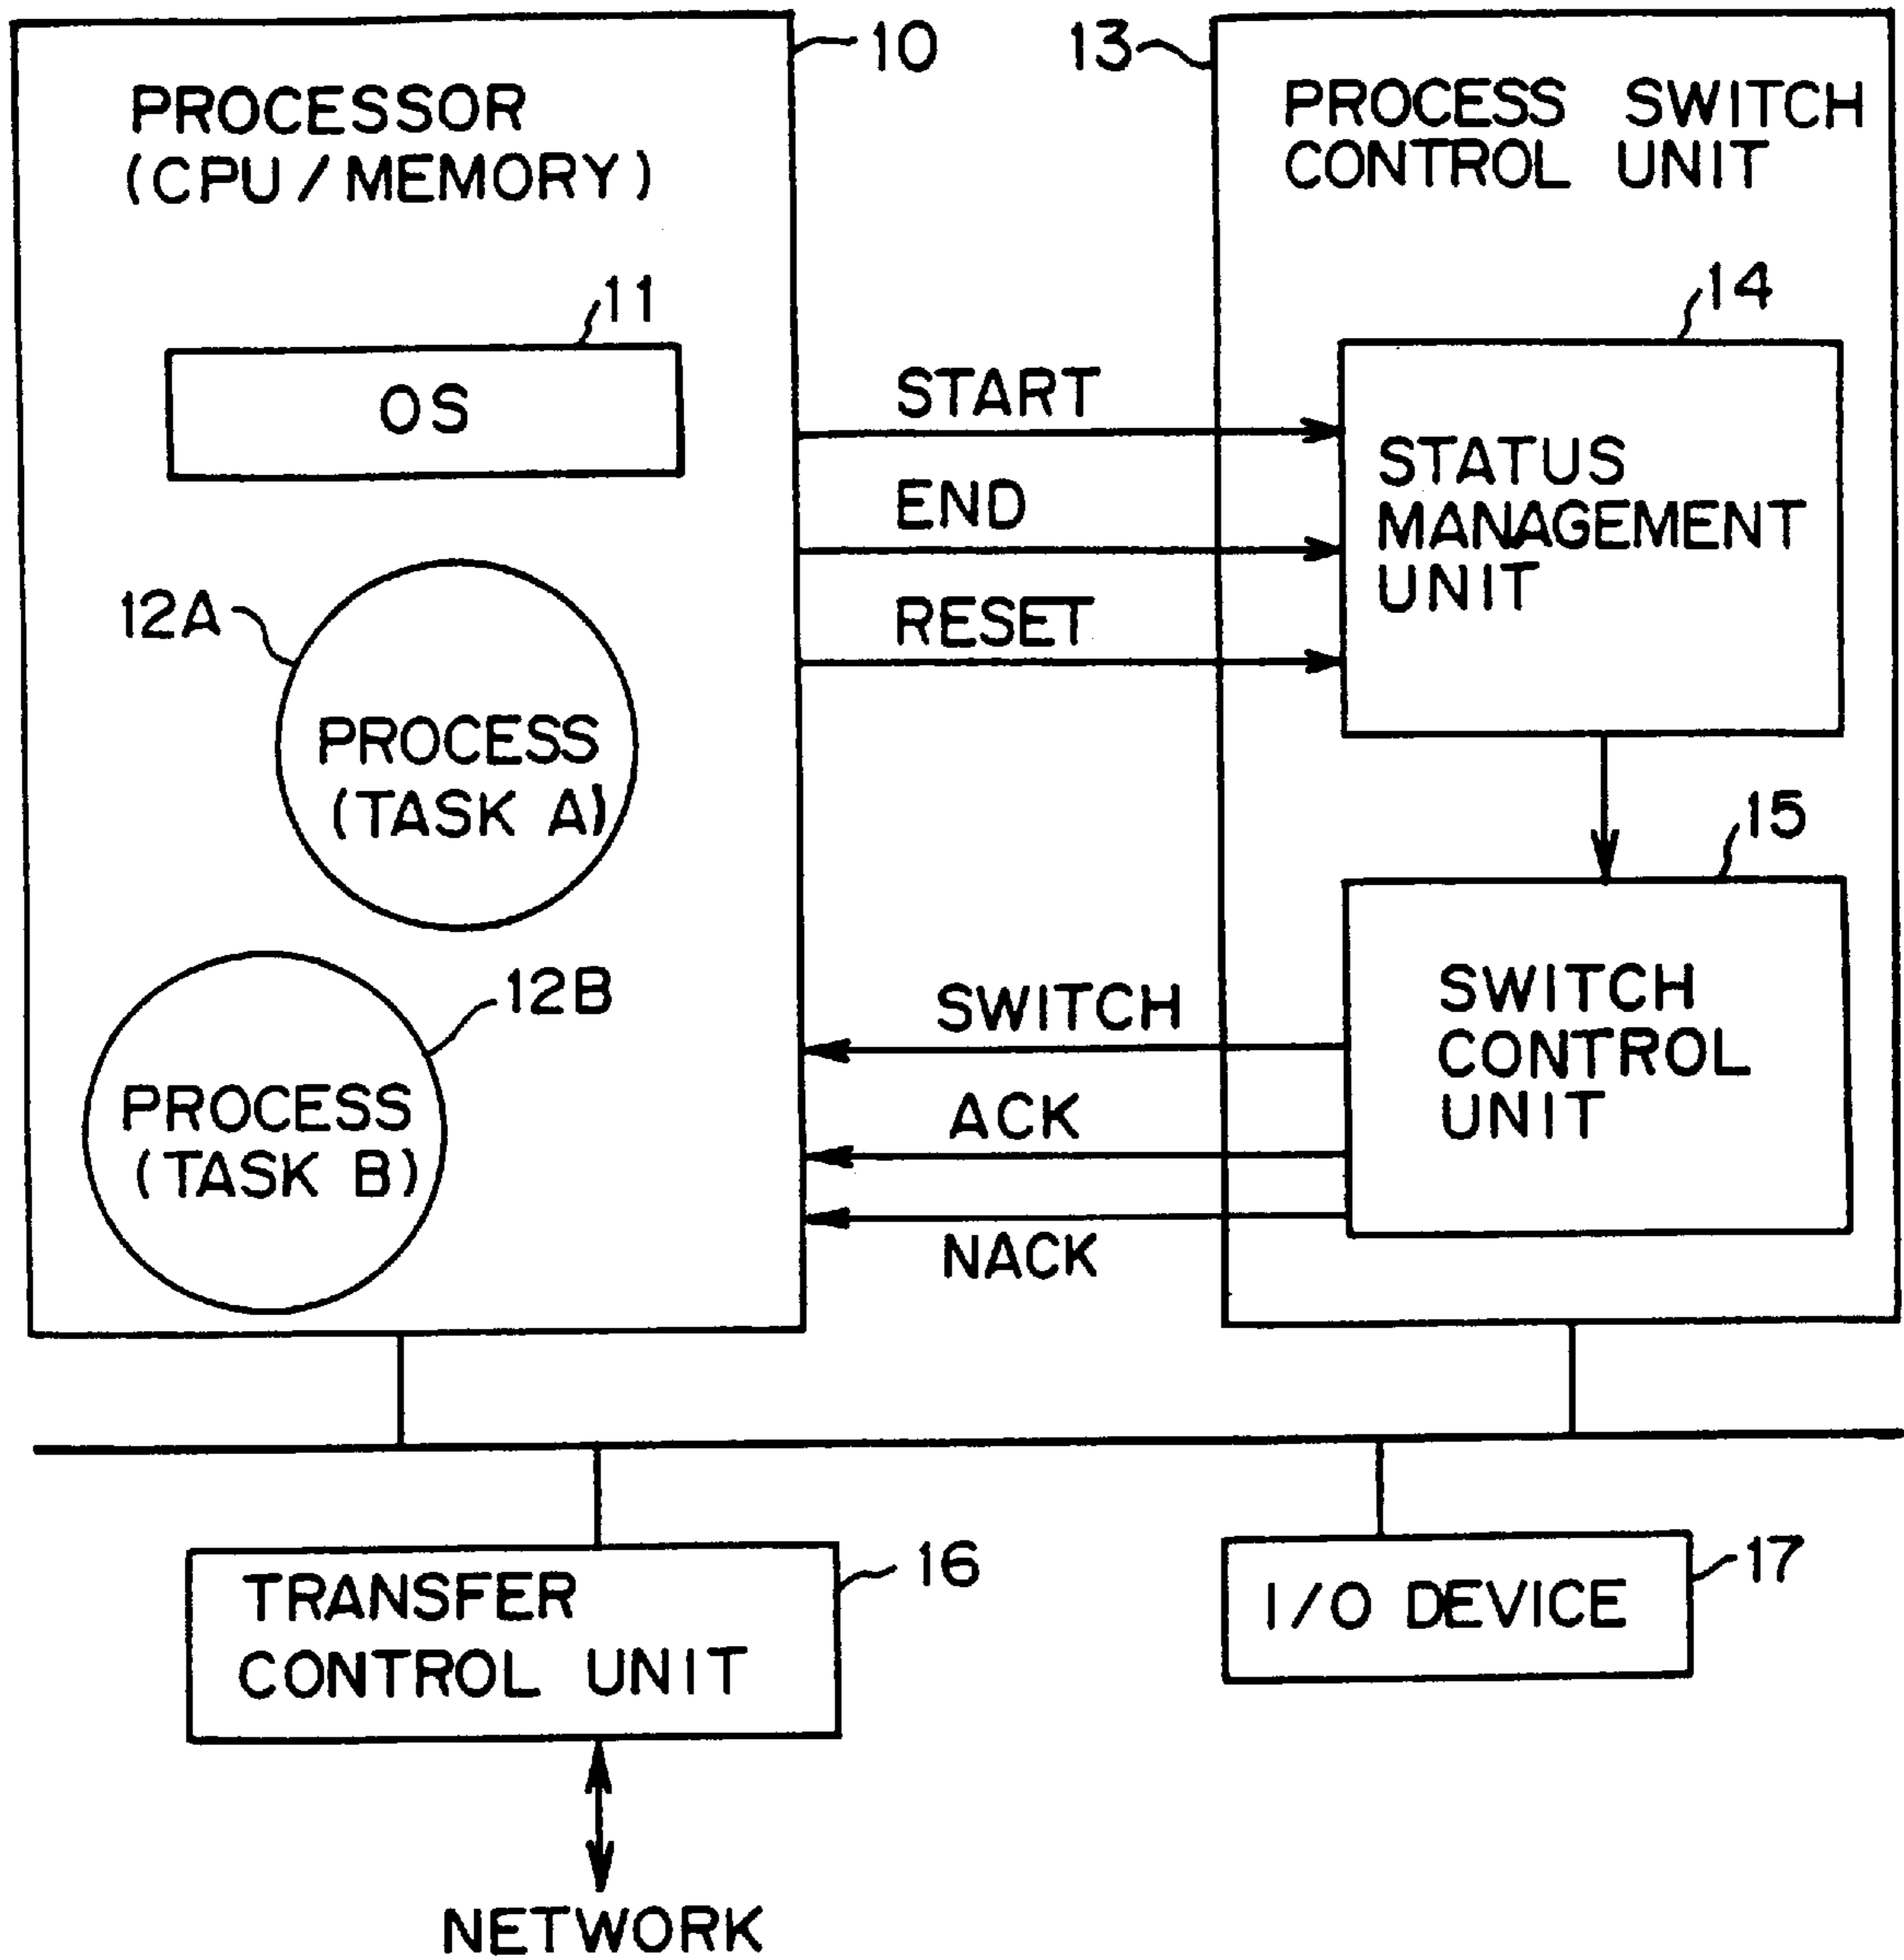 10
PROCESSOR
(CPU/MEMORY)
11
OS
12A
PROCESS
(TASK A)
12B
PROCESS
(TASK B)
START
END
RESET
SWITCH
ACK
NACK
13
PROCESS SWITCH
CONTROL UNIT
14
STATUS
MANAGEMENT
UNIT
15
SWITCH
CONTROL
UNIT
TRANSFER
CONTROL UNIT
16
I/O DEVICE
17
NETWORK